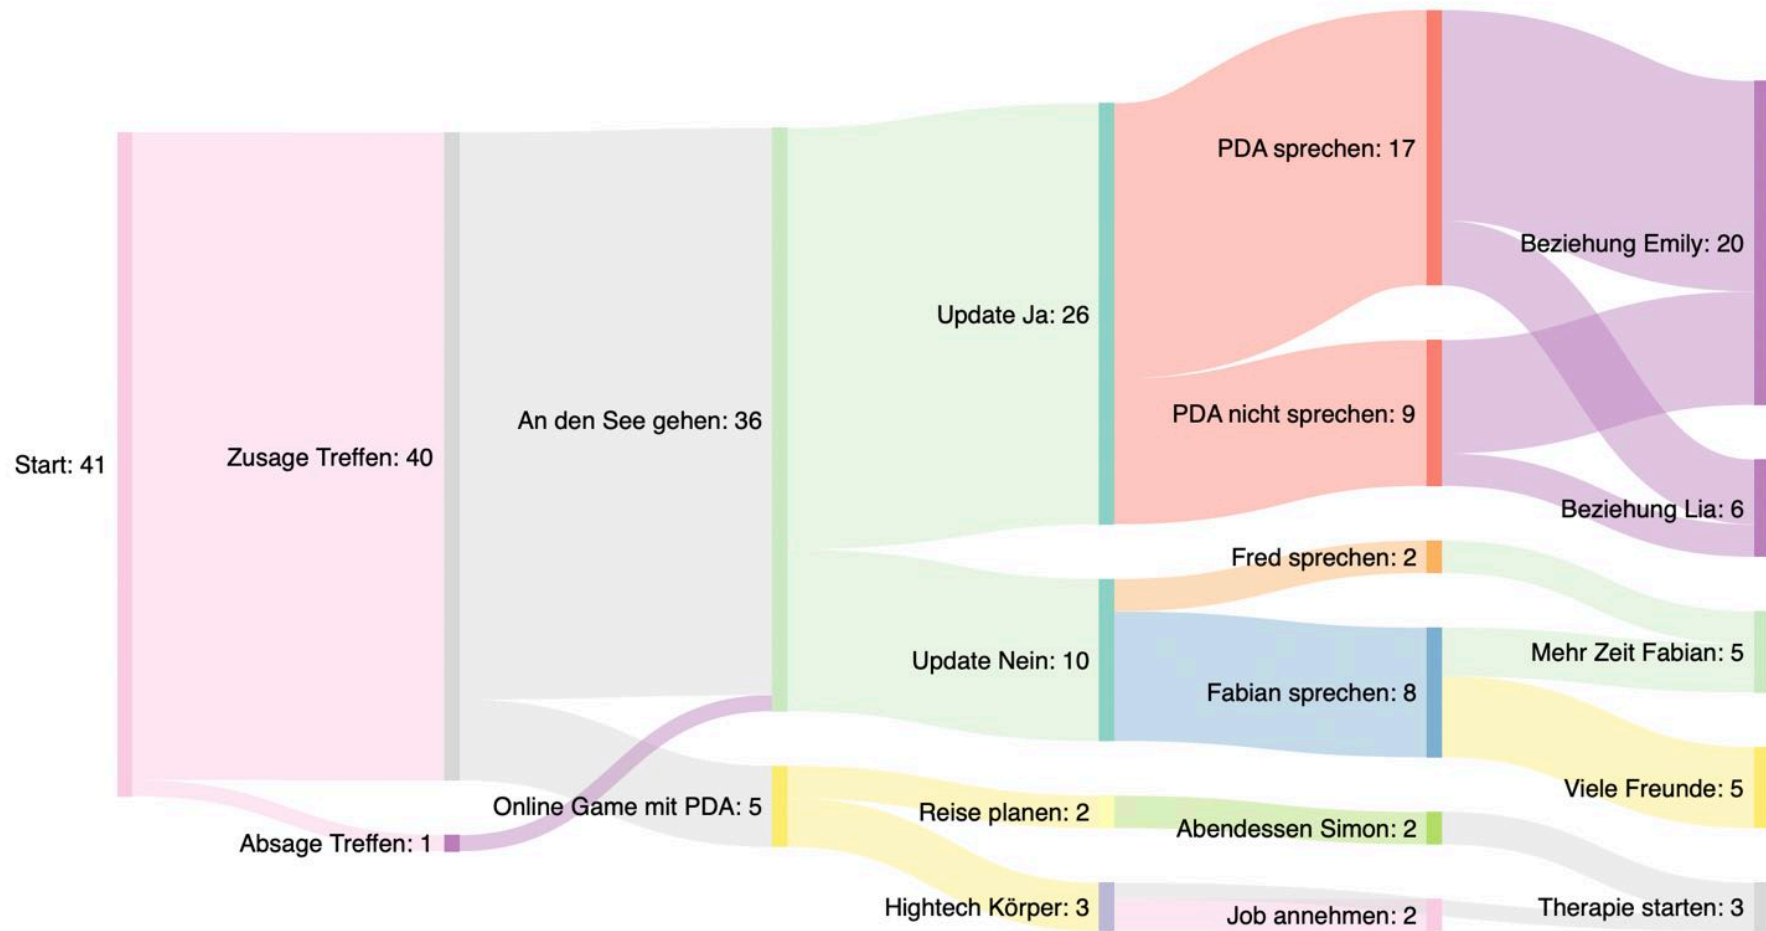 Start: 41
Zusage Treffen: 40
Absage Treffen: 1
An den See gehen: 36
Online Game mit PDA: 5
Update Ja: 26
Update Nein: 10
Reise planen: 2
Hightech Körper: 3
PDA sprechen: 17
PDA nicht sprechen: 9
Fred sprechen: 2
Fabian sprechen: 8
Abendessen Simon: 2
Job annehmen: 2
Beziehung Emily: 20
Beziehung Lia: 6
Mehr Zeit Fabian: 5
Viele Freunde: 5
Therapie starten: 3